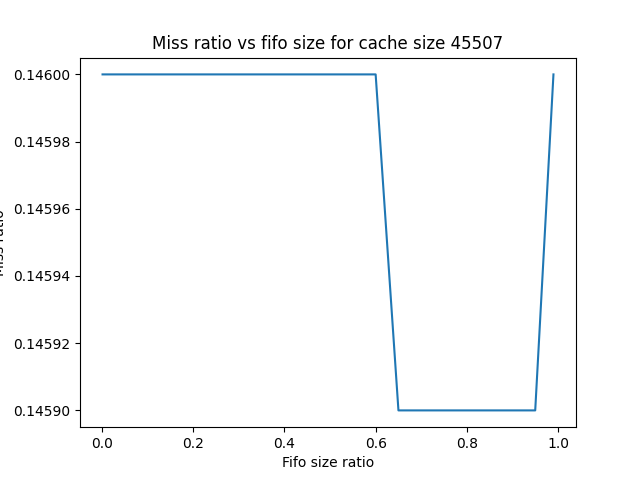 Miss ratio vs fifo size for cache size 45507
0.14600
0.14598
0.14596
0.14594
0.14592
0.14590
Miss ratio
0.0 0.2 0.4 0.6 0.8 1.0
Fifo size ratio